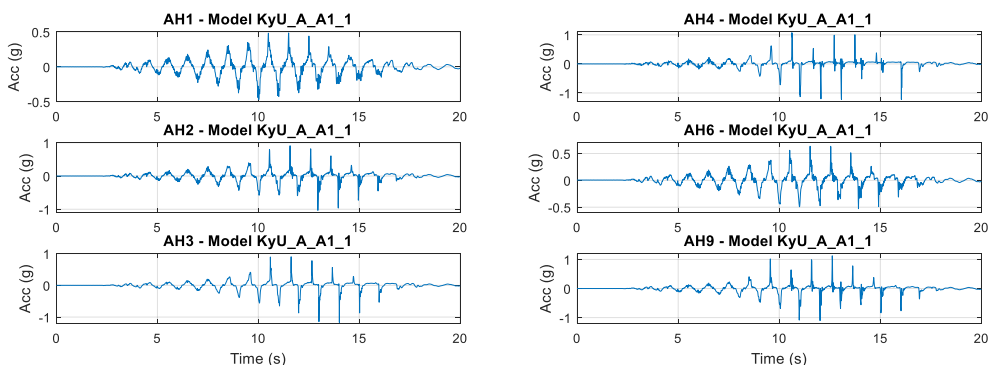 AH1 - Model KyU_A_A1_1
0.5
0
-0.5
Acc (g)
0 5 10 15 20
AH2 - Model KyU_A_A1_1
1
0
-1
Acc (g)
0 5 10 15 20
AH3 - Model KyU_A_A1_1
1
0
-1
Acc (g)
0 5 10 15 20
Time (s)
AH4 - Model KyU_A_A1_1
1
0
-1
Acc (g)
0 5 10 15 20
AH6 - Model KyU_A_A1_1
0.5
0
-0.5
Acc (g)
0 5 10 15 20
AH9 - Model KyU_A_A1_1
1
0
-1
Acc (g)
0 5 10 15 20
Time (s)